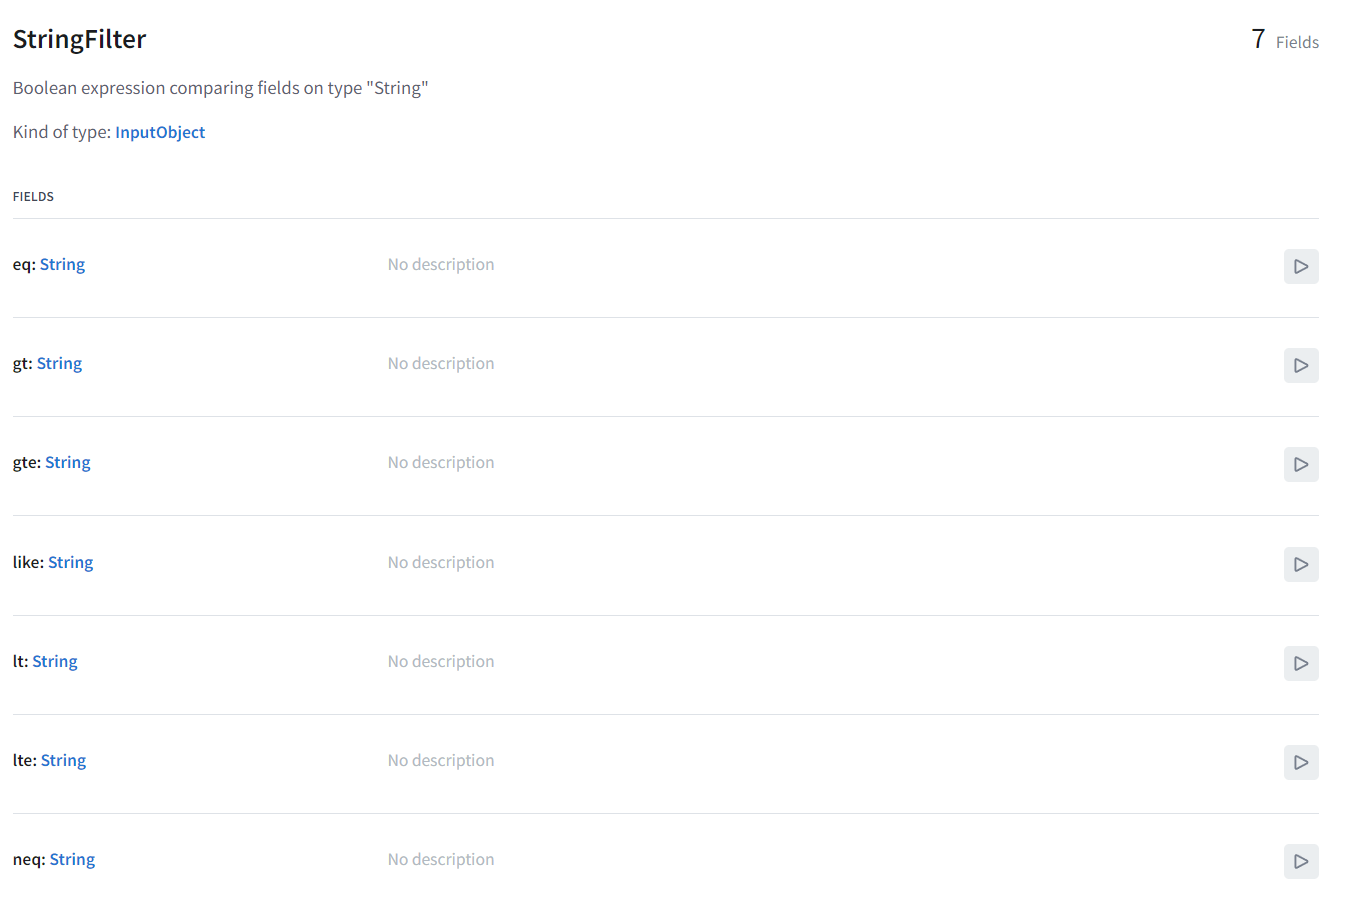 StringFilter
7 Fields
Boolean expression comparing fields on type "String"
Kind of type: InputObject
FIELDS
eq: String No description
gt: String No description
gte: String No description
like: String No description
lt: String No description
lte: String No description
neq: String No description